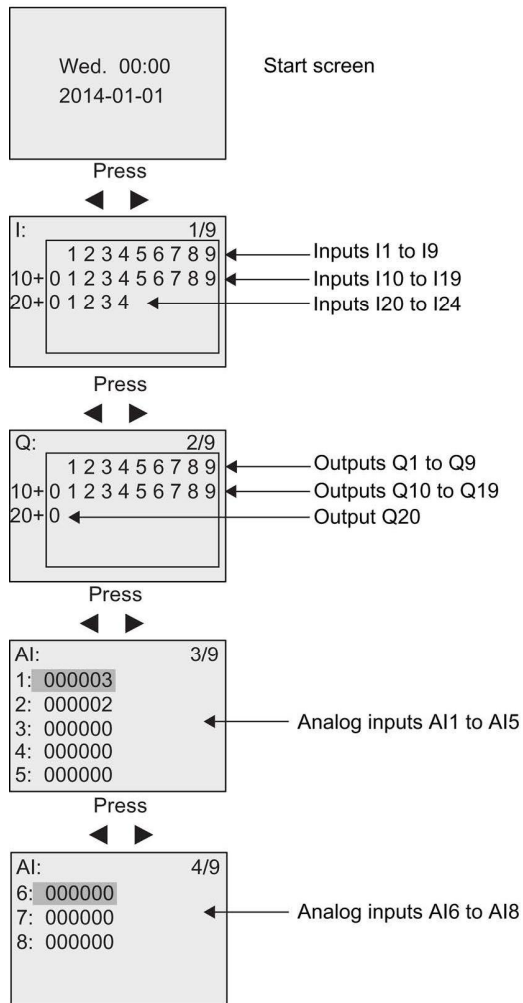 Wed. 00:00
2014-01-01
Start screen
Press
I: 1/9
1 2 3 4 5 6 7 8 9
Inputs I1 to I9
10+ 0 1 2 3 4 5 6 7 8 9
Inputs I10 to I19
20+ 0 1 2 3 4
Inputs I20 to I24
Press
Q: 2/9
1 2 3 4 5 6 7 8 9
Outputs Q1 to Q9
10+ 0 1 2 3 4 5 6 7 8 9
Outputs Q10 to Q19
20+ 0
Output Q20
Press
AI: 3/9
1: 000003
2: 000002
3: 000000
4: 000000
5: 000000
Analog inputs AI1 to AI5
Press
AI: 4/9
6: 000000
7: 000000
8: 000000
Analog inputs AI6 to AI8